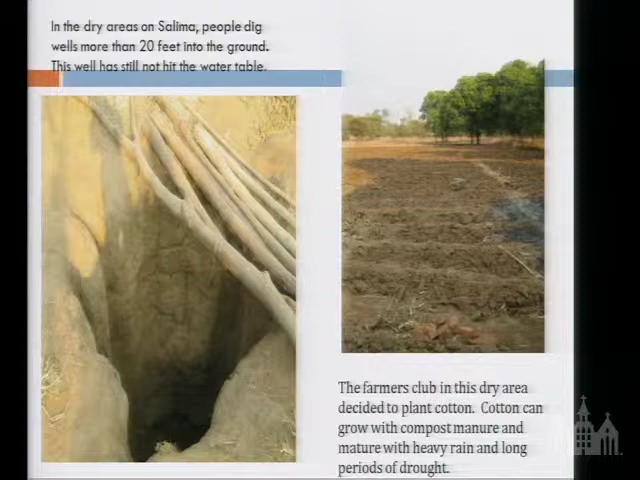 In the dry areas on Salima, people dig
wells more than 20 feet into the ground.
This well has still not hit the water table.
The farmers club in this dry area
decided to plant cotton.  Cotton can
grow with compost manure and
mature with heavy rain and long
periods of drought.